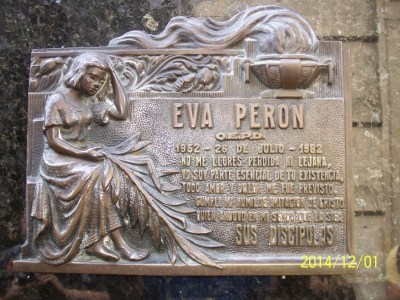 EVA PERON
Q.E.P.D.
1952 - 26 DE JULIO - 1982
NO ME LLORES PERDIDA NI LEJANA,
YO SOY PARTE ESENCIAL DE TU EXISTENCIA,
TODO AMOR Y DOLOR ME FUE PREVISTO,
CUMPLI MI HUMILDE IMITACION DE CRISTO
QUIEN ANDUVO EN MI SENDA QUE LA SIGA
SUS DISCIPULOS
2014/12/01